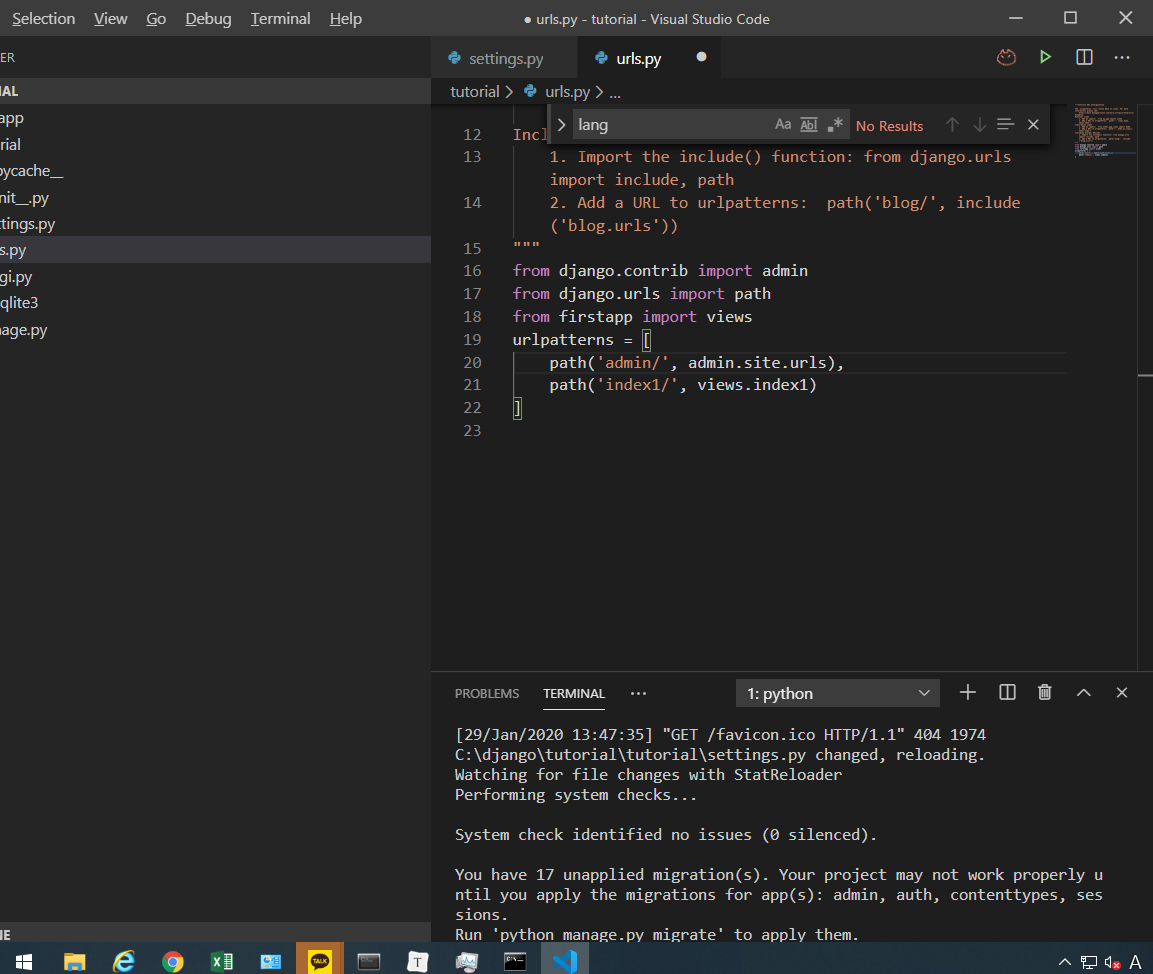 Selection View Go Debug Terminal Help ● urls.py - tutorial - Visual Studio Code
ER
settings.py urls.py
IAL
tutorial > urls.py > ...
app
rial
pycache__
nit__.py
ttings.py
s.py
gi.py
qlite3
nage.py
lang Aa Abl .* No Results
12 Incl
13 1. Import the include() function: from django.urls
import include, path
14 2. Add a URL to urlpatterns:  path('blog/', include
('blog.urls'))
15 """
16 from django.contrib import admin
17 from django.urls import path
18 from firstapp import views
19 urlpatterns = [
20 path('admin/', admin.site.urls),
21 path('index1/', views.index1)
22 ]
23
PROBLEMS TERMINAL ... 1: python
[29/Jan/2020 13:47:35] "GET /favicon.ico HTTP/1.1" 404 1974
C:\django\tutorial\tutorial\settings.py changed, reloading.
Watching for file changes with StatReloader
Performing system checks...
System check identified no issues (0 silenced).
You have 17 unapplied migration(s). Your project may not work properly u
ntil you apply the migrations for app(s): admin, auth, contenttypes, ses
sions.
Run 'python manage.py migrate' to apply them.
NE
TALK
T
A